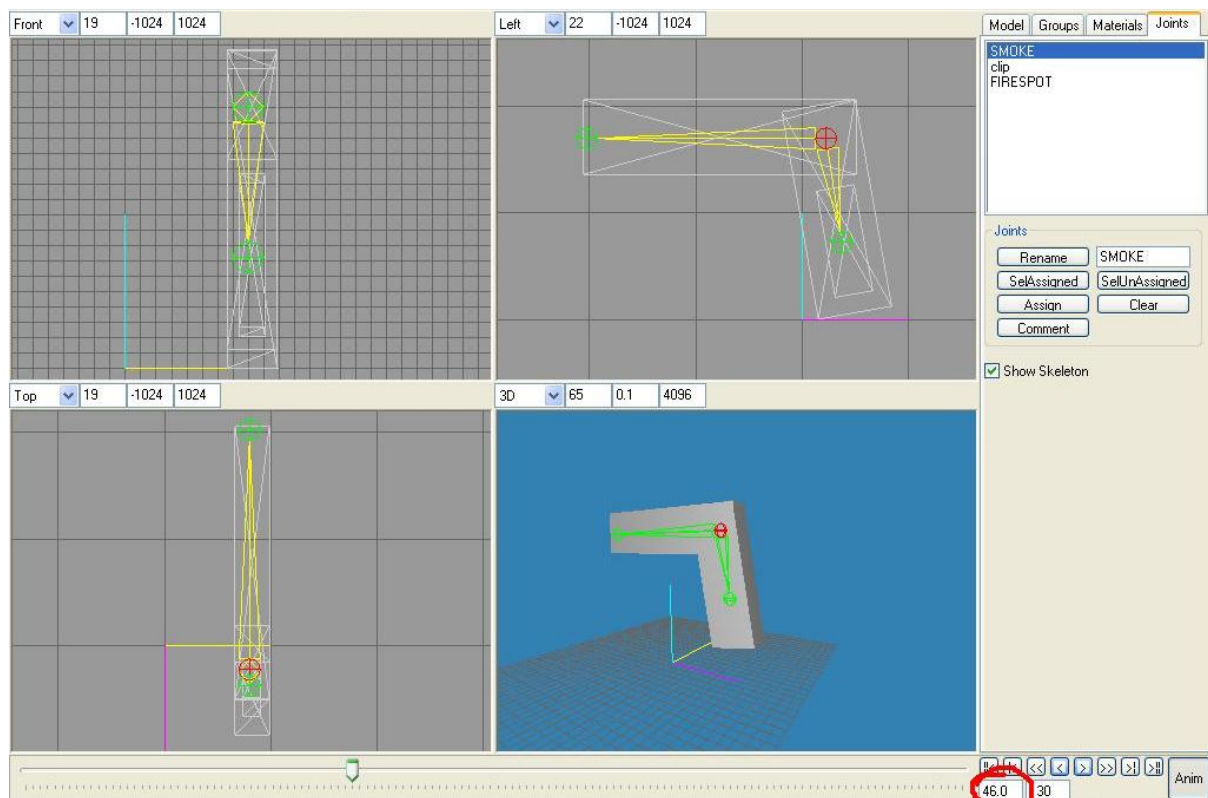 Front 19 -1024 1024
Left 22 -1024 1024
Model Groups Materials Joints
SMOKE
clip
FIRESPOT
Joints
Rename SMOKE
SelAssigned SelUnAssigned
Assign Clear
Comment
Show Skeleton
Top 19 -1024 1024
3D 65 0.1 4096
<< < > >> >|
46.0 30 Anim